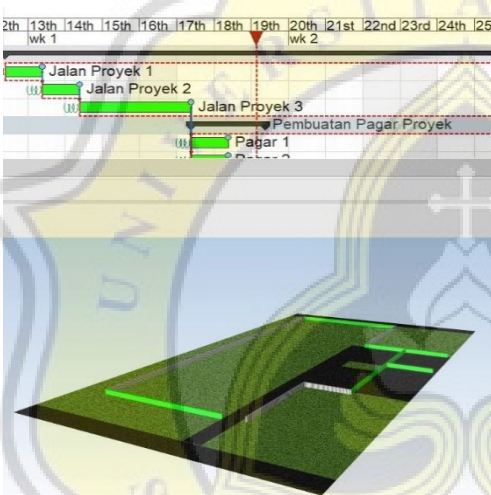 2th 13th 14th 15th 16th 17th 18th 19th 20th 21st 22nd 23rd 24th 25
wk 1 wk 2
Jalan Proyek 1
Jalan Proyek 2
Jalan Proyek 3
Pembuatan Pagar Proyek
Pagar 1
UNIVERSI